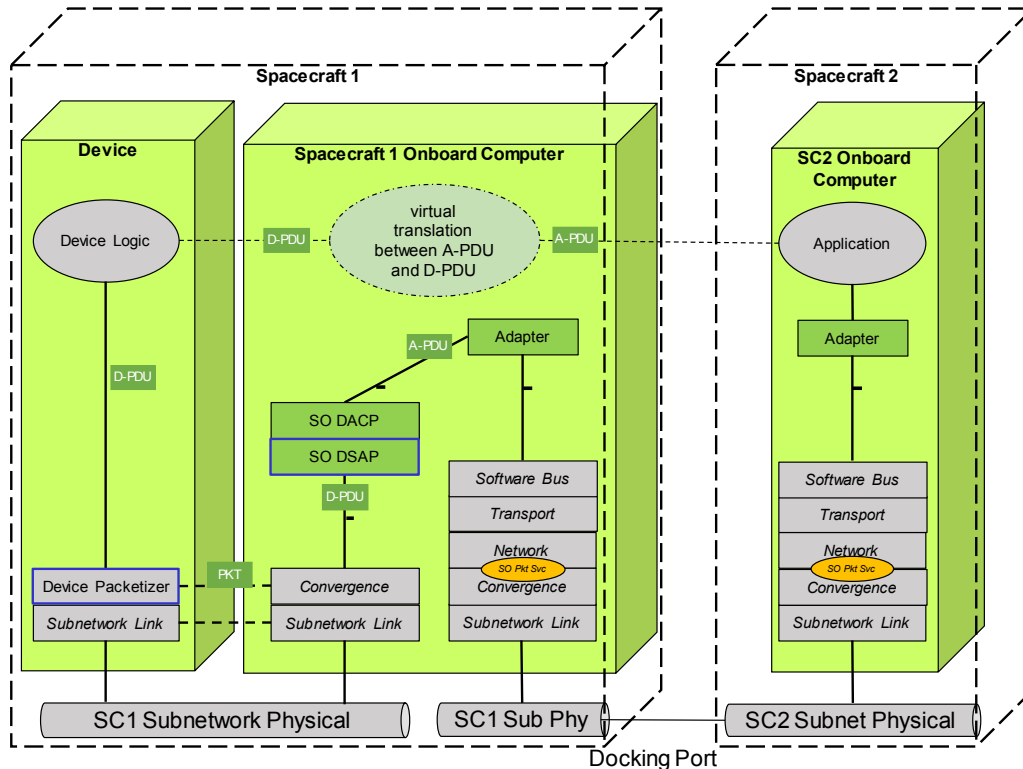 Spacecraft 1
Spacecraft 2
Device
Spacecraft 1 Onboard Computer
SC2 Onboard
Computer
Device Logic
D-PDU
virtual
translation
between A-PDU
and D-PDU
A-PDU
Application
A-PDU
Adapter
Adapter
D-PDU
SO DACP
SO DSAP
D-PDU
Software Bus
Transport
Network
SO Pkt Svc
Convergence
Subnetwork Link
Software Bus
Transport
Network
SO Pkt Svc
Convergence
Subnetwork Link
Device Packetizer
PKT
Convergence
Subnetwork Link
Subnetwork Link
SC1 Subnetwork Physical
SC1 Sub Phy
SC2 Subnet Physical
Docking Port